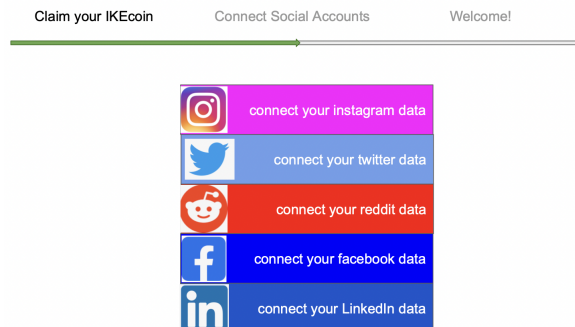 Claim your IKEcoin
Connect Social Accounts
Welcome!
connect your instagram data
connect your twitter data
connect your reddit data
connect your facebook data
in connect your LinkedIn data